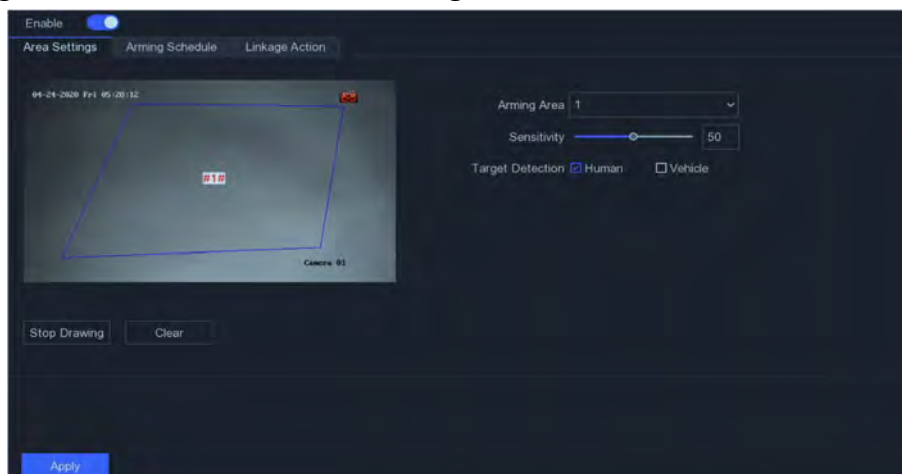 Enable
Area Settings Arming Schedule Linkage Action
04-24-2020 Fri 05:28:12
Arming Area 1
Sensitivity 50
Target Detection Human Vehicle
#1#
Camera 01
Stop Drawing Clear
Apply